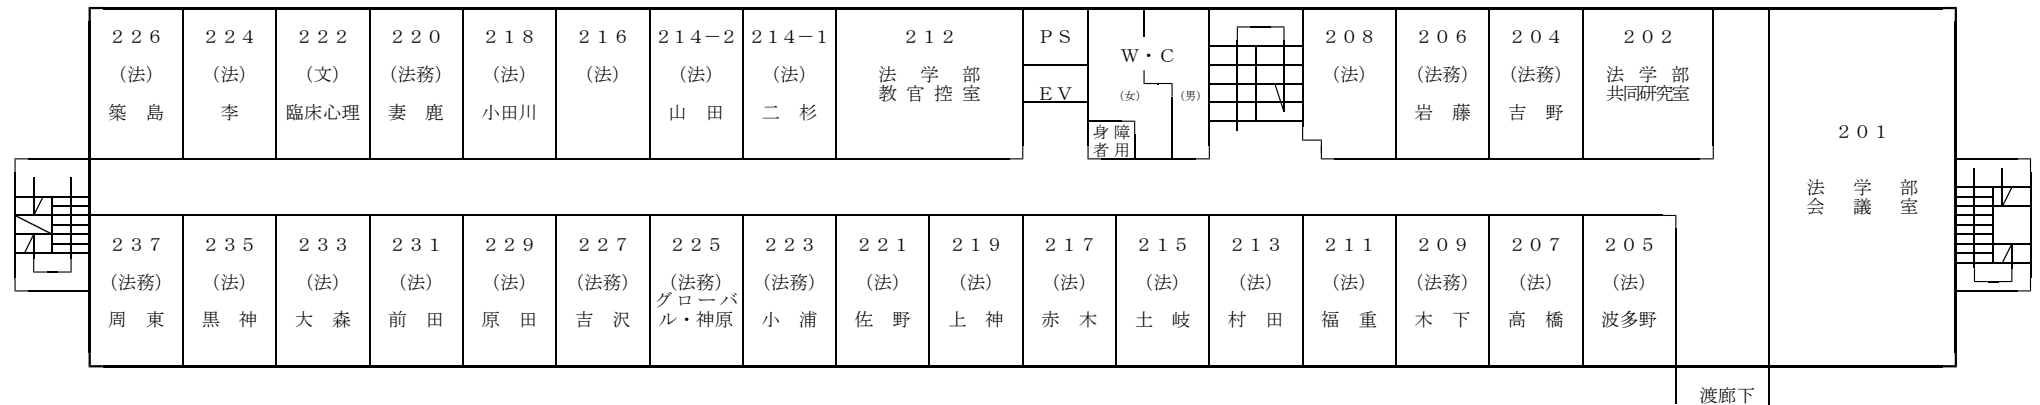 ２２６
（法）
築　島
２２４
（法）
李
２２２
（文）
臨床心理
２２０
（法務）
妻　鹿
２１８
（法）
小田川
２１６
（法）
２１４－２
（法）
山　田
２１４－１
（法）
二　杉
２１２
法　学　部
教 官 控 室
ＰＳ
ＥＶ
Ｗ・Ｃ
（女）
（男）
身 障
者 用
２０８
（法）
２０６
（法務）
岩　藤
２０４
（法務）
吉　野
２０２
法　学　部
共同研究室
２０１
法　学　部
会　議　室
２３７
（法務）
周　東
２３５
（法）
黒　神
２３３
（法）
大　森
２３１
（法）
前　田
２２９
（法）
原　田
２２７
（法務）
吉　沢
２２５
（法務）
グローバ
ル・神原
２２３
（法務）
小　浦
２２１
（法）
佐　野
２１９
（法）
上　神
２１７
（法）
赤　木
２１５
（法）
土　岐
２１３
（法）
村　田
２１１
（法）
福　重
２０９
（法務）
木　下
２０７
（法）
高　橋
２０５
（法）
波多野
渡廊下